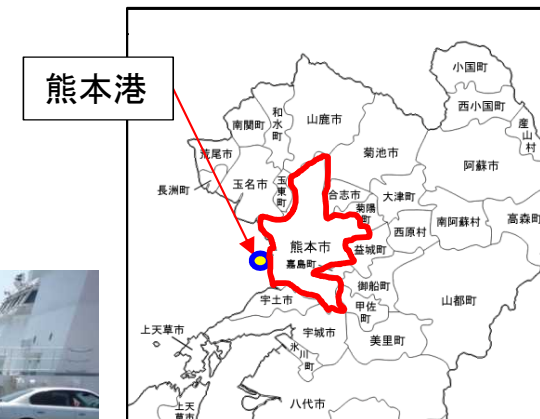 熊本港
小国町
西小国町
産
山
村
和
水
町
南関町
山鹿市
荒尾市
菊池市
阿蘇市
長洲町
玉名市
玉
東
町
合志市
菊陽
町
大津町
西原村
南阿蘇村
高森町
熊本市
嘉島町
益城町
御船町
甲佐
町
山都町
宇土市
上天草市
宇城市
美里町
氷
川
町
八代市
上天
草市